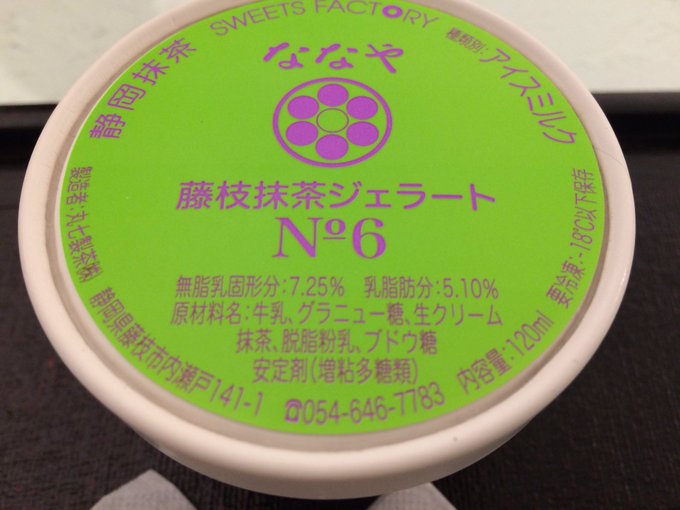 静岡抹茶 SWEETS FACTORY
種類別:アイスミルク
ななや
藤枝抹茶ジェラート
No6
無脂乳固形分:7.25% 乳脂肪分:5.10%
原材料名:牛乳、グラニュー糖、生クリーム
抹茶、脱脂粉乳、ブドウ糖
安定剤(増粘多糖類)
製造者:丸七製茶㈱
静岡県藤枝市内瀬戸141-1 ☎054-646-7783
内容量:120ml 要冷凍:-18℃以下保存